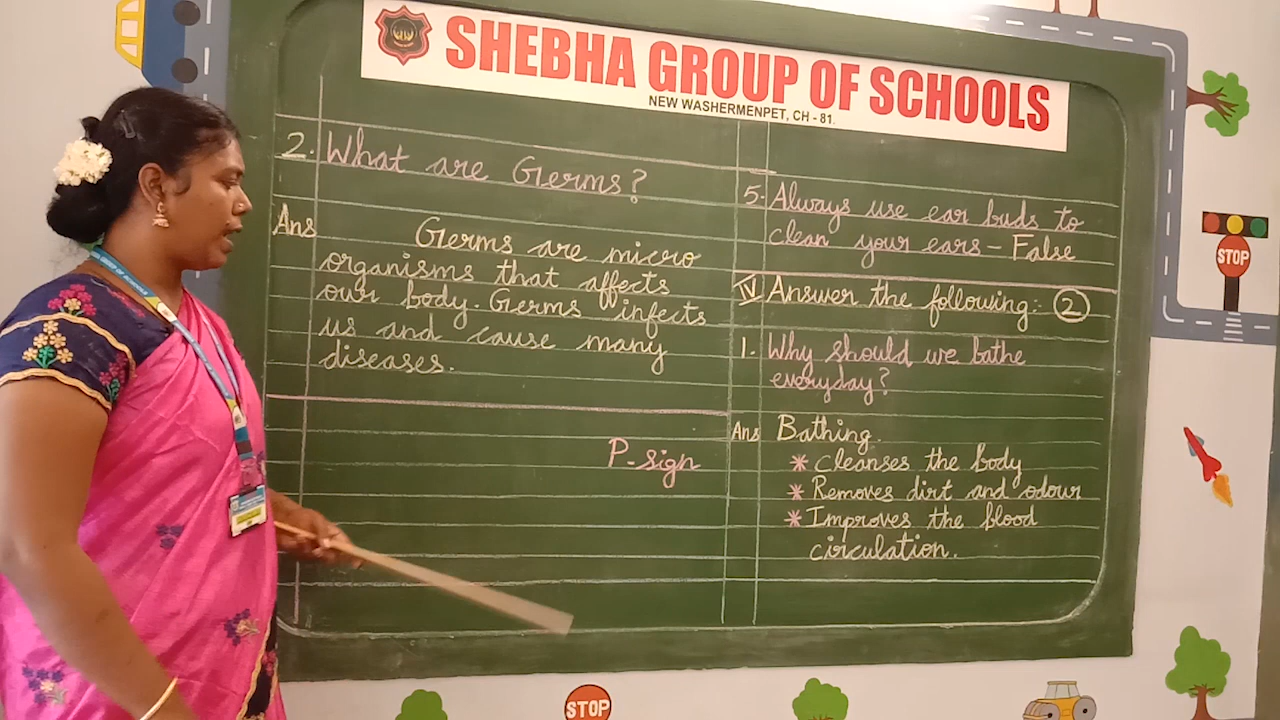 SHEBHA GROUP OF SCHOOLS
NEW WASHERMENPET, CH - 81.
2. What are Germs?
Ans Germs are micro
organisms that affects
our body. Germs infects
us and cause many
diseases.
P-sign
5. Always use ear buds to
clean your ears - False
IV Answer the following:- 2
1. Why should we bathe
everyday?
Ans Bathing.
* Cleanses the body
* Removes dirt and odour
* Improves the blood
circulation.
STOP
STOP